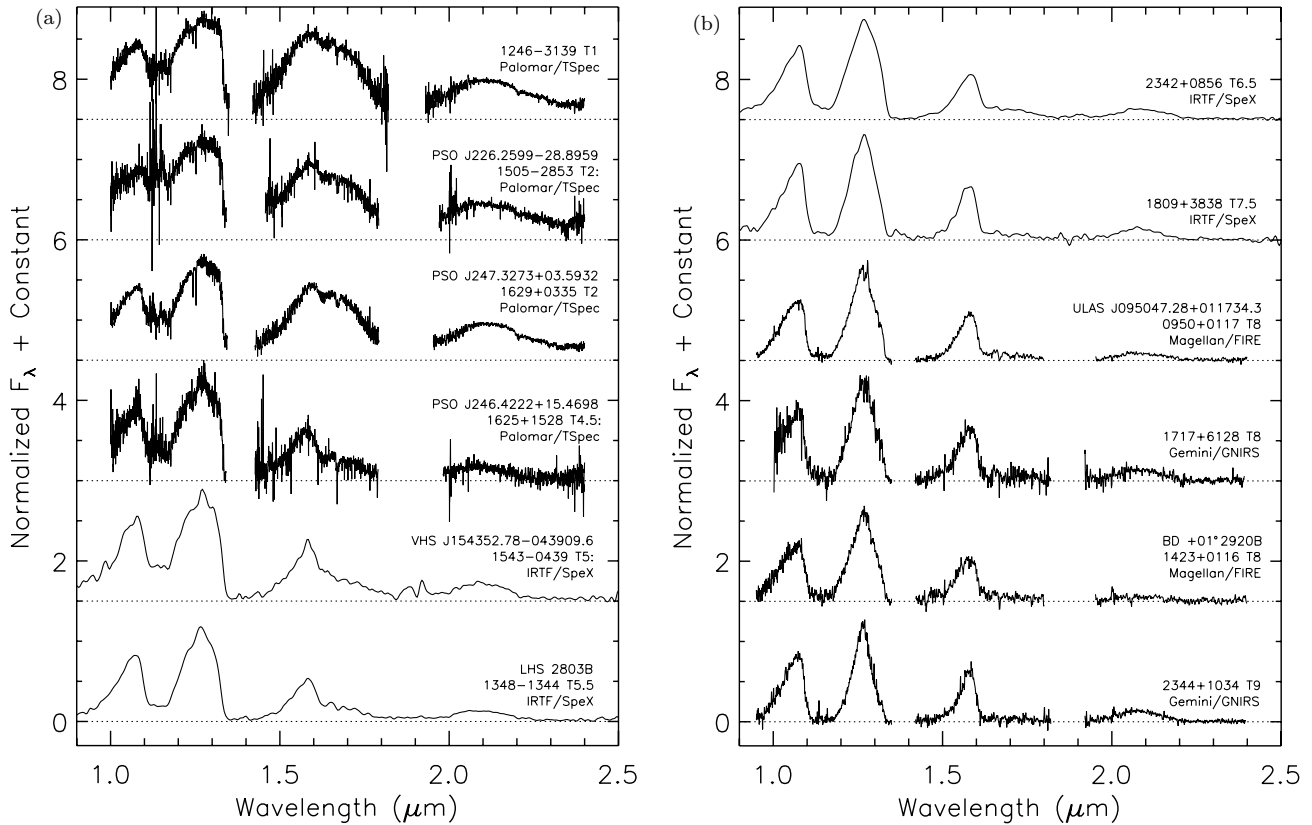 (a)
1246−3139 T1
Palomar/TSpec
PSO J226.2599−28.8959
1505−2853 T2:
Palomar/TSpec
PSO J247.3273+03.5932
1629+0335 T2
Palomar/TSpec
PSO J246.4222+15.4698
1625+1528 T4.5:
Palomar/TSpec
VHS J154352.78−043909.6
1543−0439 T5:
IRTF/SpeX
LHS 2803B
1348−1344 T5.5
IRTF/SpeX
8
6
4
2
0
Normalized Fλ + Constant
1.0 1.5 2.0 2.5
Wavelength (μm)
(b)
2342+0856 T6.5
IRTF/SpeX
1809+3838 T7.5
IRTF/SpeX
ULAS J095047.28+011734.3
0950+0117 T8
Magellan/FIRE
1717+6128 T8
Gemini/GNIRS
BD +01°2920B
1423+0116 T8
Magellan/FIRE
2344+1034 T9
Gemini/GNIRS
8
6
4
2
0
Normalized Fλ + Constant
1.0 1.5 2.0 2.5
Wavelength (μm)